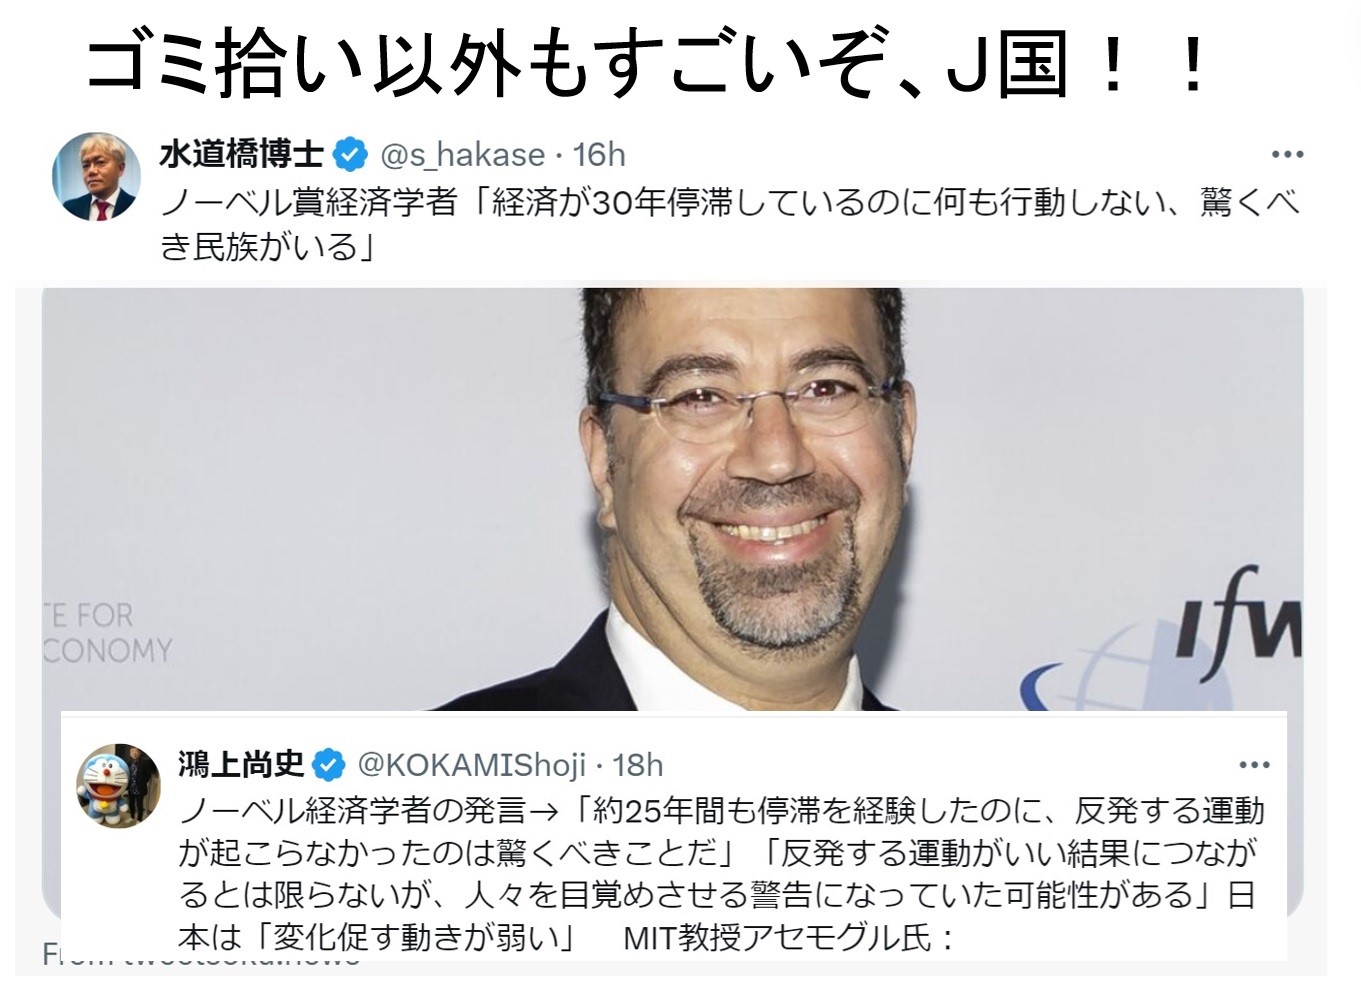 ゴミ拾い以外もすごいぞ、J国！！
水道橋博士 @s_hakase · 16h
ノーベル賞経済学者「経済が30年停滞しているのに何も行動しない、驚くべ
き民族がいる」
TE FOR
CONOMY
ifw
鴻上尚史 @KOKAMIShoji · 18h
ノーベル経済学者の発言→「約25年間も停滞を経験したのに、反発する運動
が起こらなかったのは驚くべきことだ」「反発する運動がいい結果につなが
るとは限らないが、人々を目覚めさせる警告になっていた可能性がある」日
本は「変化促す動きが弱い」　MIT教授アセモグル氏：
From